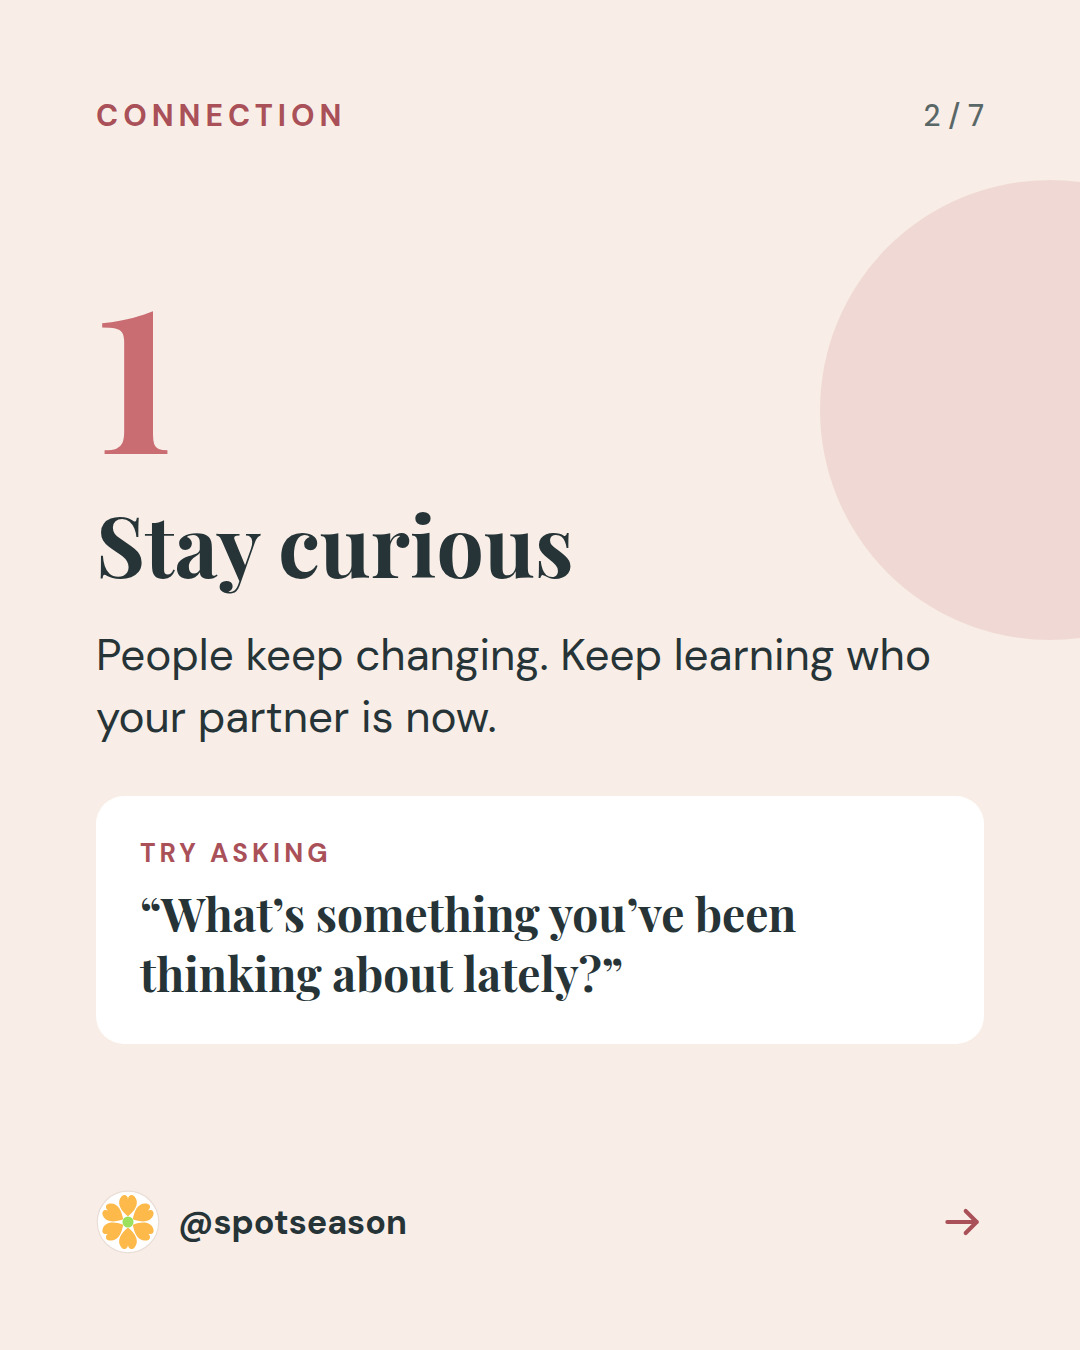 CONNECTION
2 / 7
1
Stay curious
People keep changing. Keep learning who
your partner is now.
TRY ASKING
“What’s something you’ve been
thinking about lately?”
@spotseason